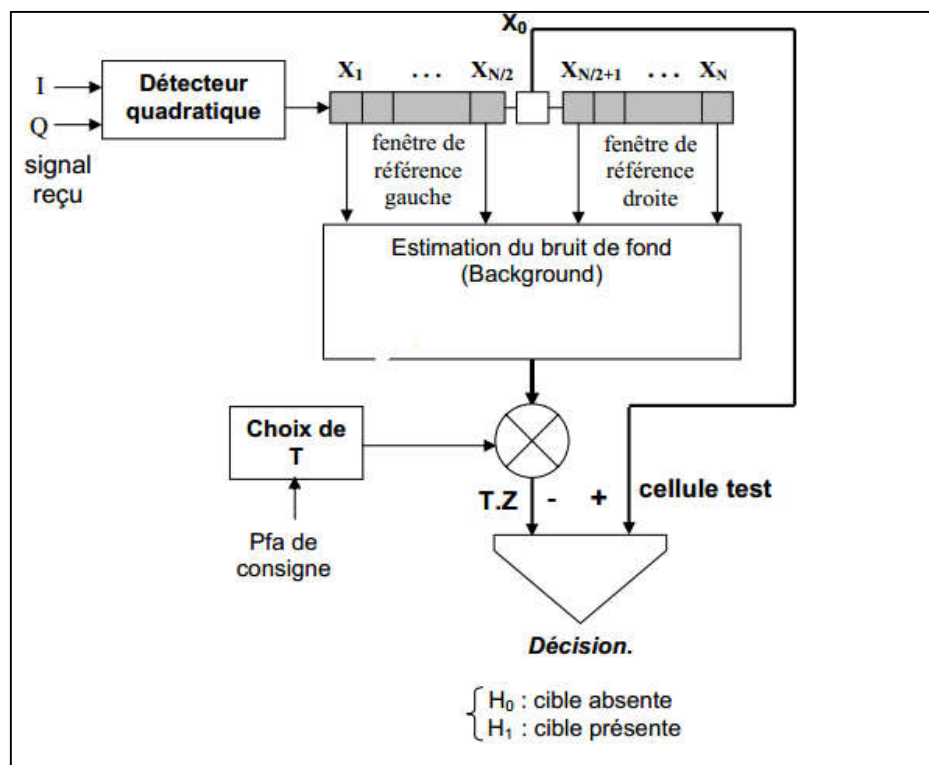 X₀
X₁ . . . X_N/2 X_N/2+1 . . . X_N
I
Q
signal
reçu
Détecteur
quadratique
fenêtre de
référence
gauche
fenêtre de
référence
droite
Estimation du bruit de fond
(Background)
Choix de
T
Pfa de
consigne
T.Z - +
cellule test
Décision.
H₀ : cible absente
H₁ : cible présente